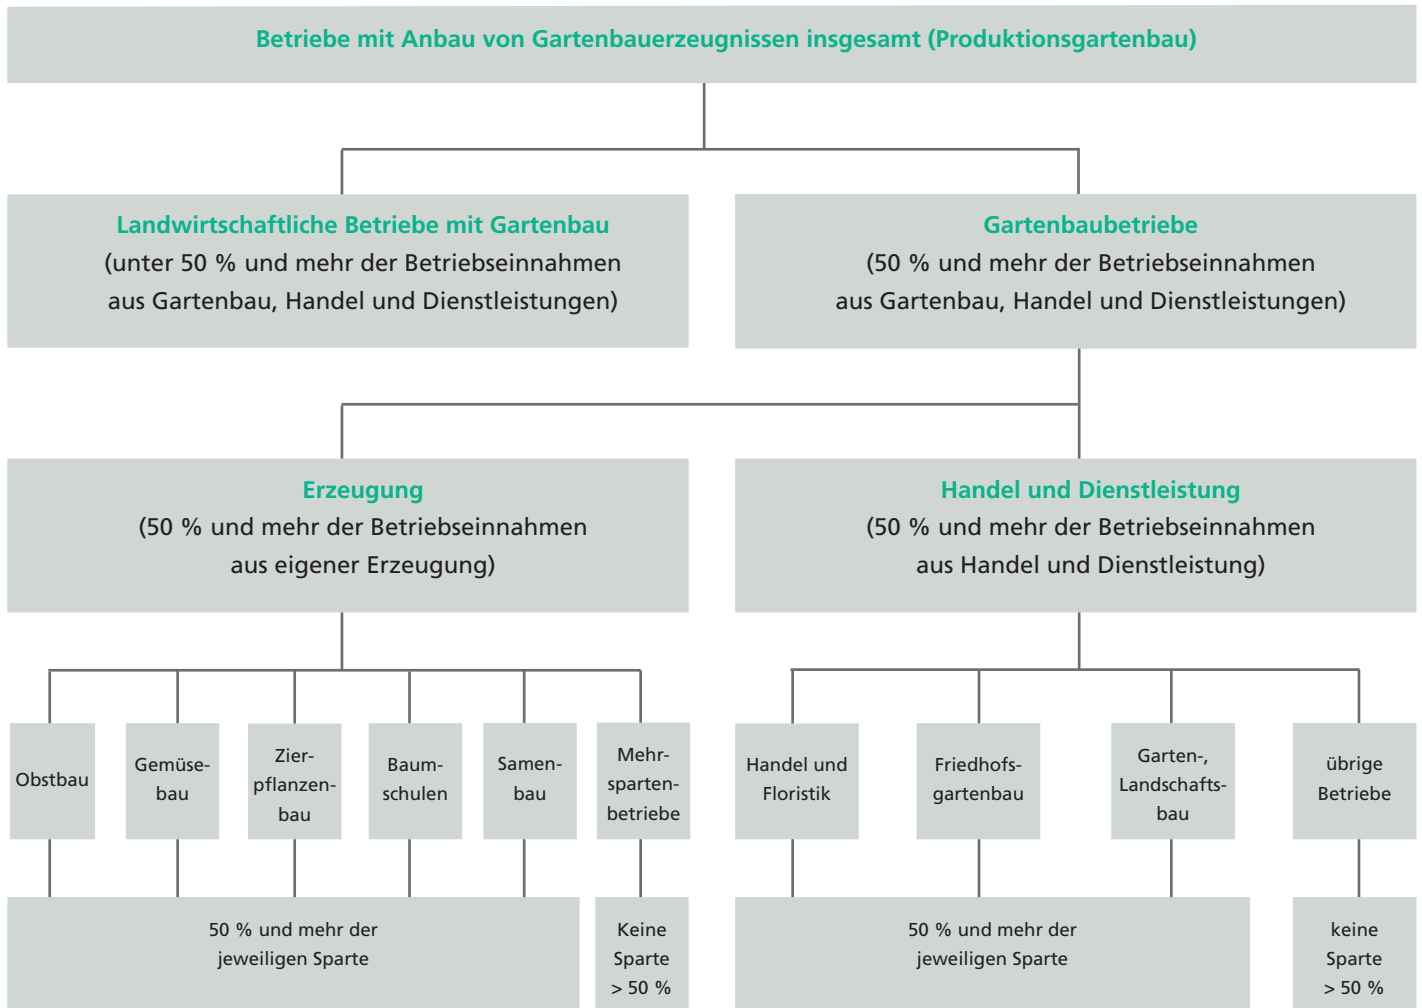 Betriebe mit Anbau von Gartenbauerzeugnissen insgesamt (Produktionsgartenbau)
Landwirtschaftliche Betriebe mit Gartenbau
(unter 50 % und mehr der Betriebseinnahmen
aus Gartenbau, Handel und Dienstleistungen)
Gartenbaubetriebe
(50 % und mehr der Betriebseinnahmen
aus Gartenbau, Handel und Dienstleistungen)
Erzeugung
(50 % und mehr der Betriebseinnahmen
aus eigener Erzeugung)
Handel und Dienstleistung
(50 % und mehr der Betriebseinnahmen
aus Handel und Dienstleistung)
Obstbau
Gemüse-
bau
Zier-
pflanzen-
bau
Baum-
schulen
Samen-
bau
Mehr-
sparten-
betriebe
Handel und
Floristik
Friedhofs-
gartenbau
Garten-,
Landschafts-
bau
übrige
Betriebe
50 % und mehr der
jeweiligen Sparte
Keine
Sparte
> 50 %
50 % und mehr der
jeweiligen Sparte
keine
Sparte
> 50 %